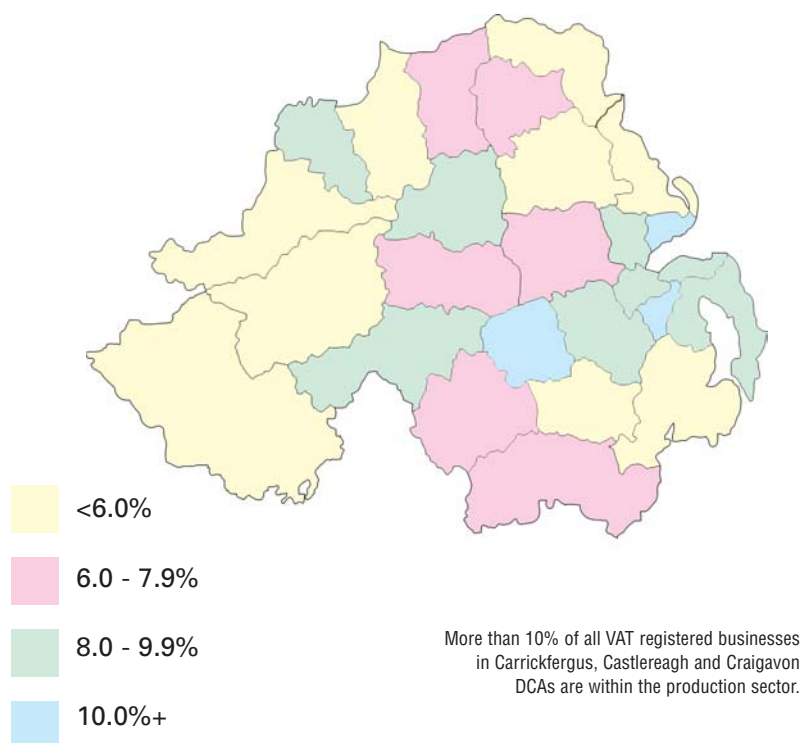 <6.0%
6.0 - 7.9%
8.0 - 9.9%
10.0%+
More than 10% of all VAT registered businesses
in Carrickfergus, Castlereagh and Craigavon
DCAs are within the production sector.